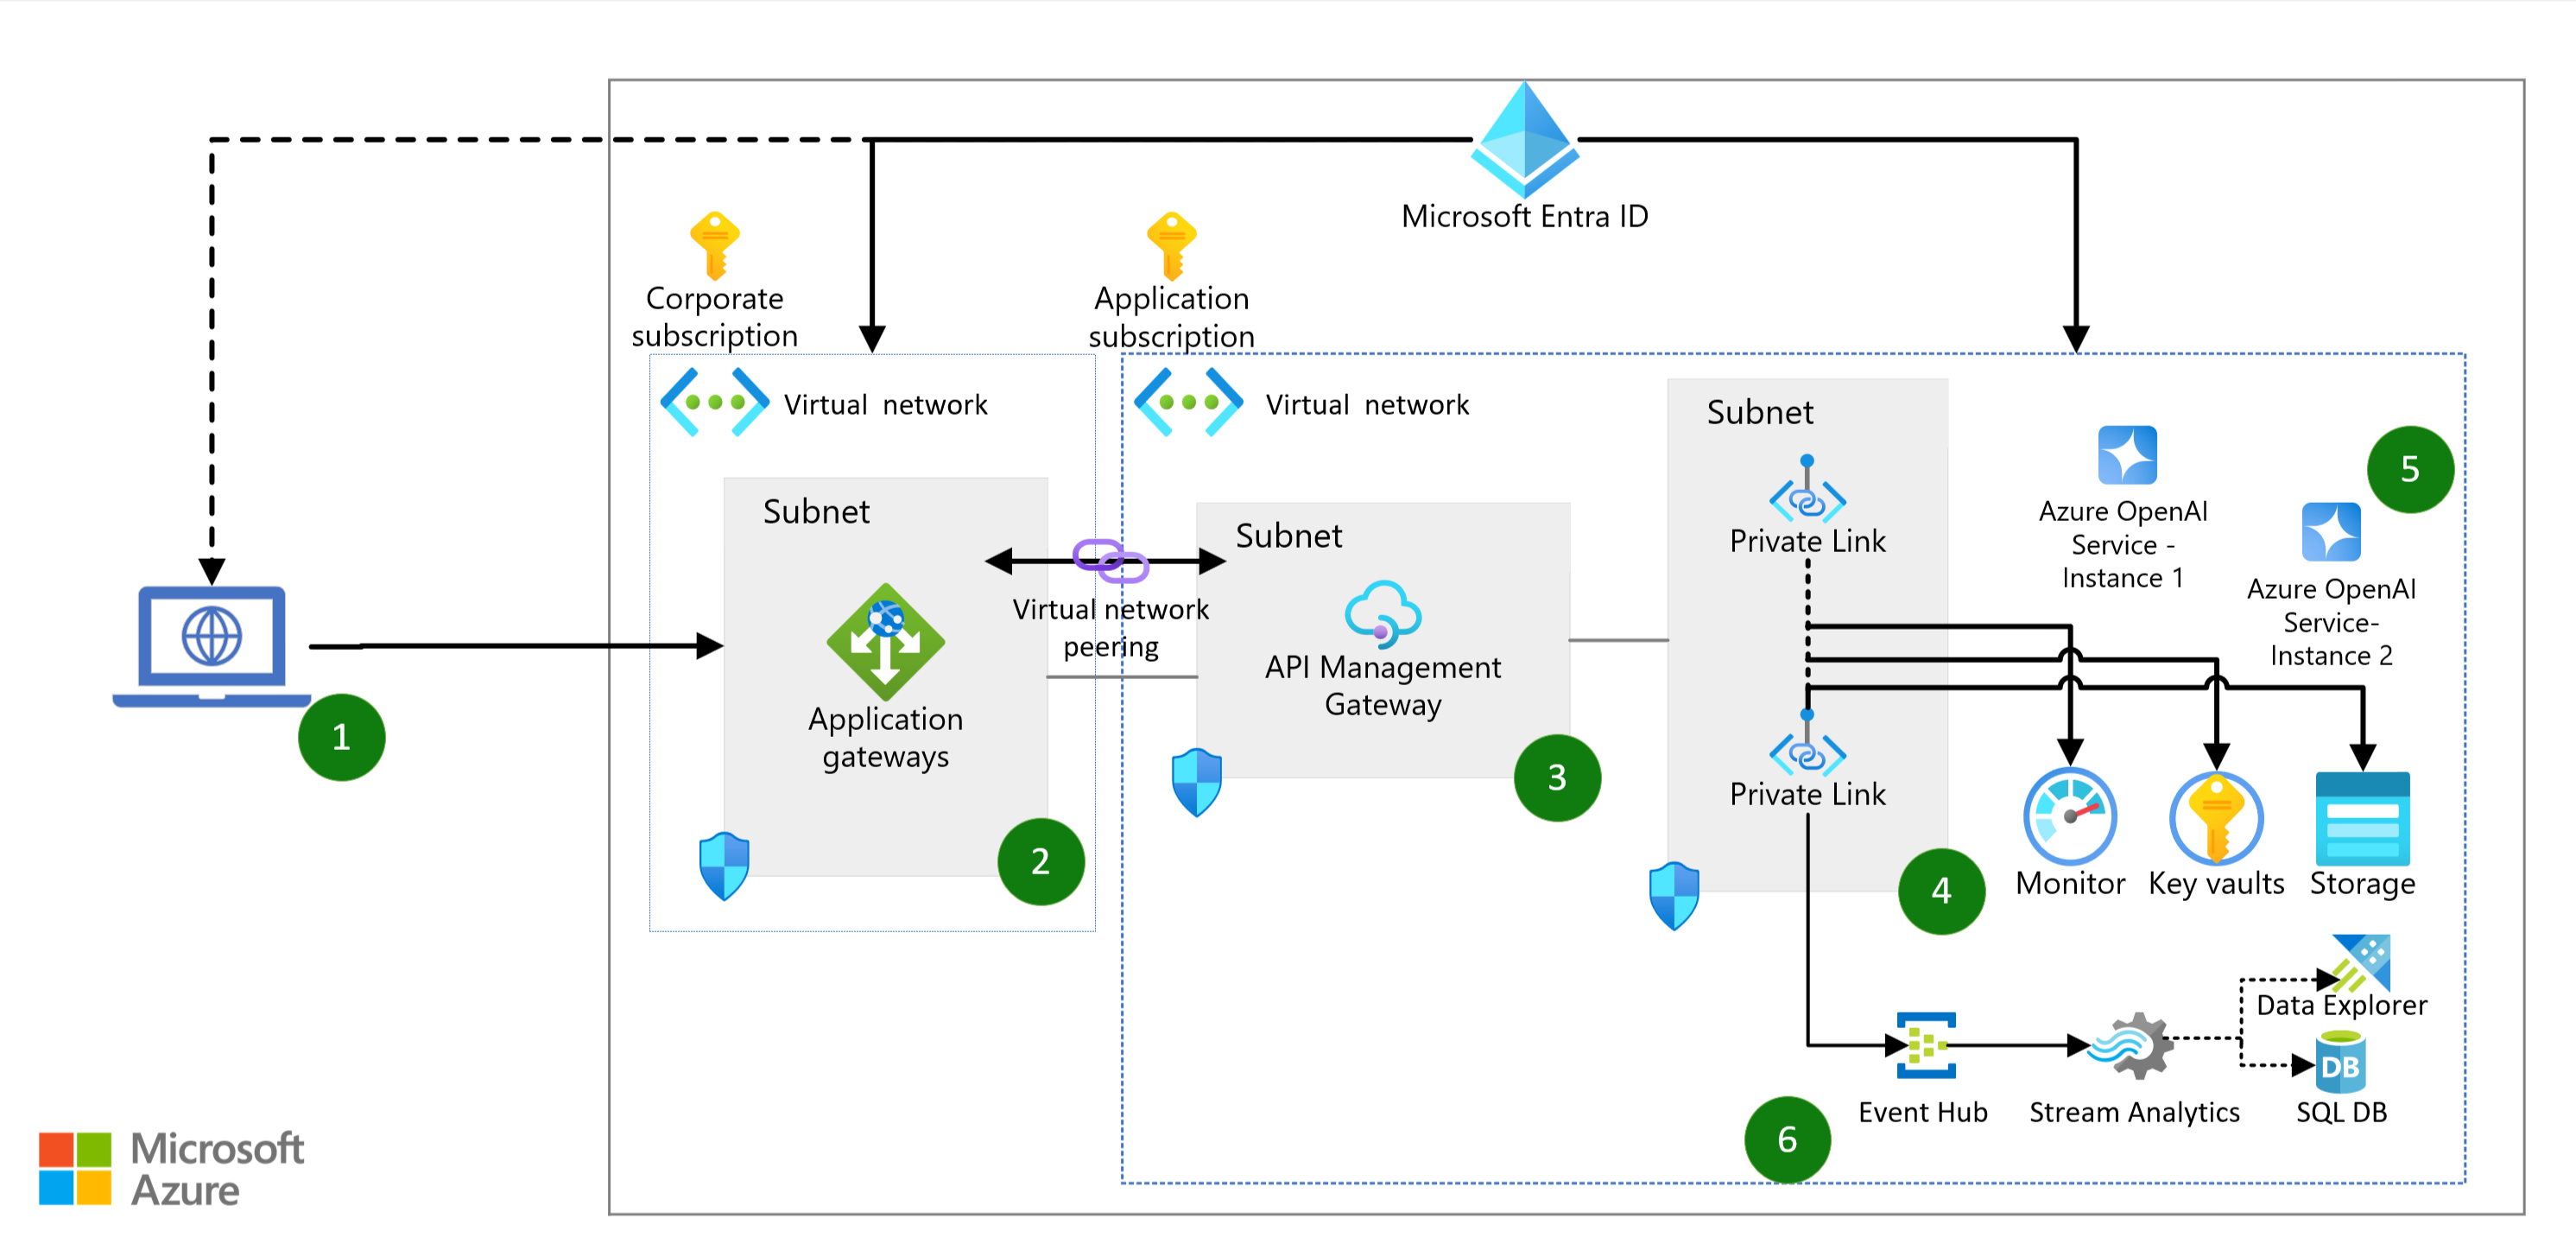 Microsoft Entra ID
Corporate
subscription
Application
subscription
Virtual network
Virtual network
Subnet
Subnet
Subnet
Private Link
Azure OpenAI
Service -
Instance 1
5
Azure OpenAI
Service-
Instance 2
Virtual network
peering
Application
gateways
API Management
Gateway
Private Link
1
2
3
4
Monitor
Key vaults
Storage
Data Explorer
DB
Event Hub
Stream Analytics
SQL DB
6
Microsoft
Azure